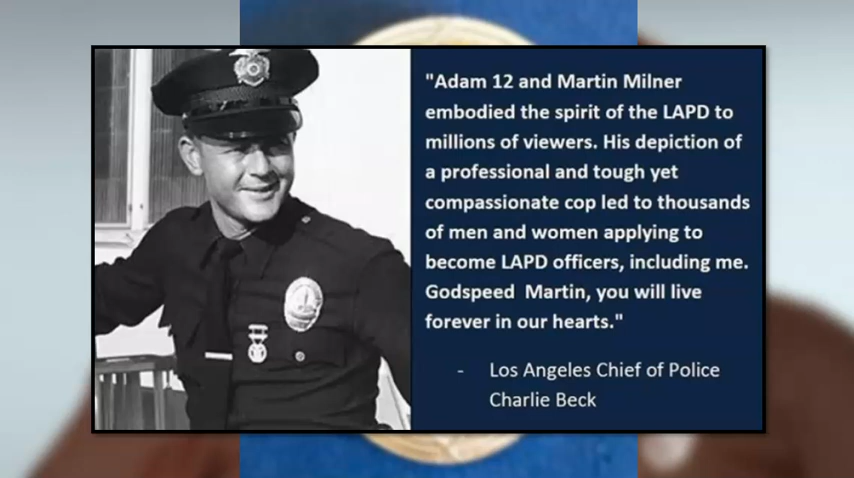 "Adam 12 and Martin Milner
embodied the spirit of the LAPD to
millions of viewers. His depiction of
a professional and tough yet
compassionate cop led to thousands
of men and women applying to
become LAPD officers, including me.
Godspeed  Martin, you will live
forever in our hearts."
- Los Angeles Chief of Police
Charlie Beck